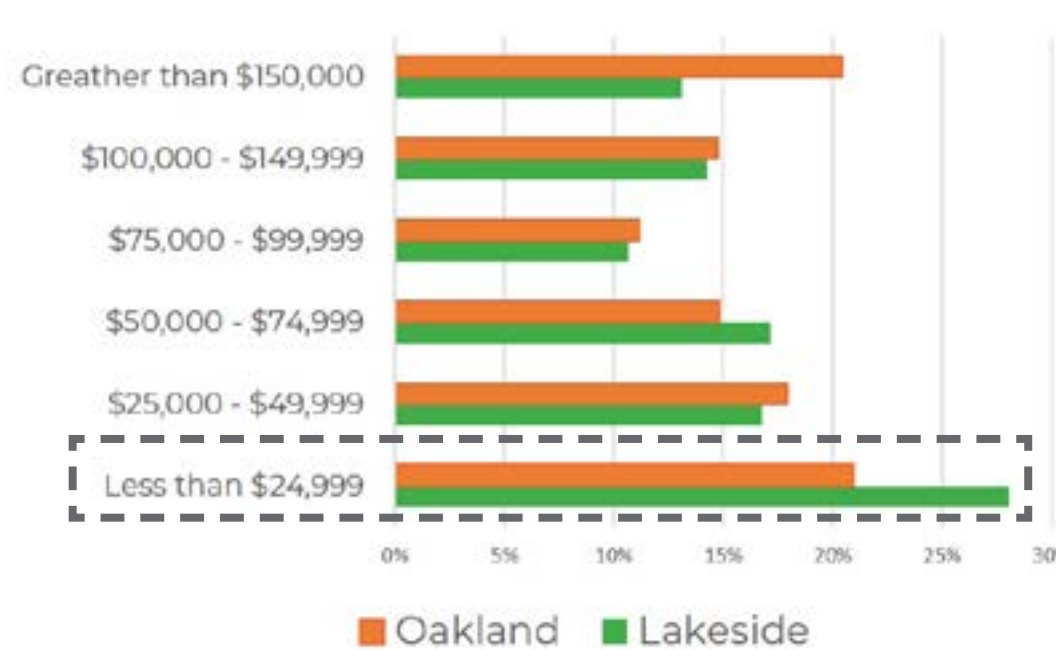 Greather than $150,000
$100,000 - $149,999
$75,000 - $99,999
$50,000 - $74,999
$25,000 - $49,999
Less than $24,999
0% 5% 10% 15% 20% 25% 30%
Oakland Lakeside